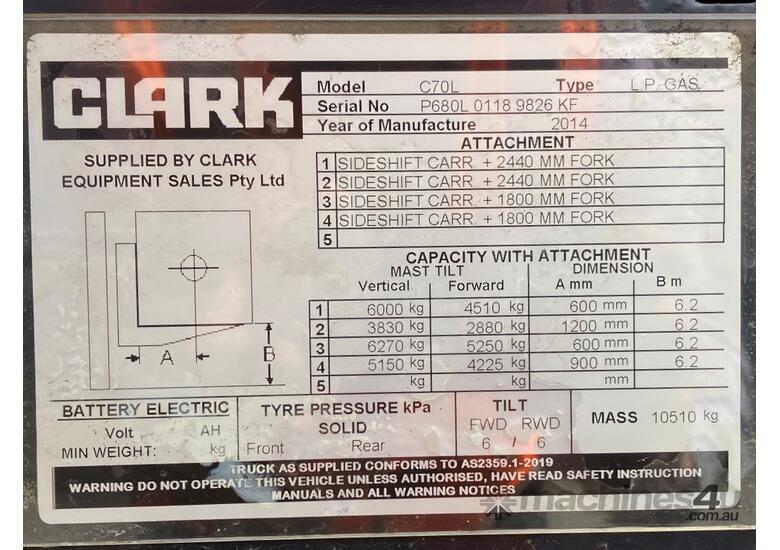 CLARK
Model C70L Type L.P. GAS
Serial No P680L 0118 9826 KF
Year of Manufacture 2014
SUPPLIED BY CLARK
EQUIPMENT SALES Pty Ltd
ATTACHMENT
1 SIDESHIFT CARR. + 2440 MM FORK
2 SIDESHIFT CARR. + 2440 MM FORK
3 SIDESHIFT CARR. + 1800 MM FORK
4 SIDESHIFT CARR. + 1800 MM FORK
5
CAPACITY WITH ATTACHMENT
MAST TILT DIMENSION
Vertical Forward A mm B m
1 6000 kg 4510 kg 600 mm 6.2
2 3830 kg 2880 kg 1200 mm 6.2
3 6270 kg 5250 kg 600 mm 6.2
4 5150 kg 4225 kg 900 mm 6.2
5 kg kg mm
A
B
BATTERY ELECTRIC
Volt AH
MIN WEIGHT: kg
TYRE PRESSURE kPa
SOLID
Front Rear
TILT
FWD RWD
6 / 6
MASS 10510 kg
TRUCK AS SUPPLIED CONFORMS TO AS2359.1-2019
WARNING DO NOT OPERATE THIS VEHICLE UNLESS AUTHORISED, HAVE READ SAFETY INSTRUCTION
MANUALS AND ALL WARNING NOTICES
machines4u
.com.au